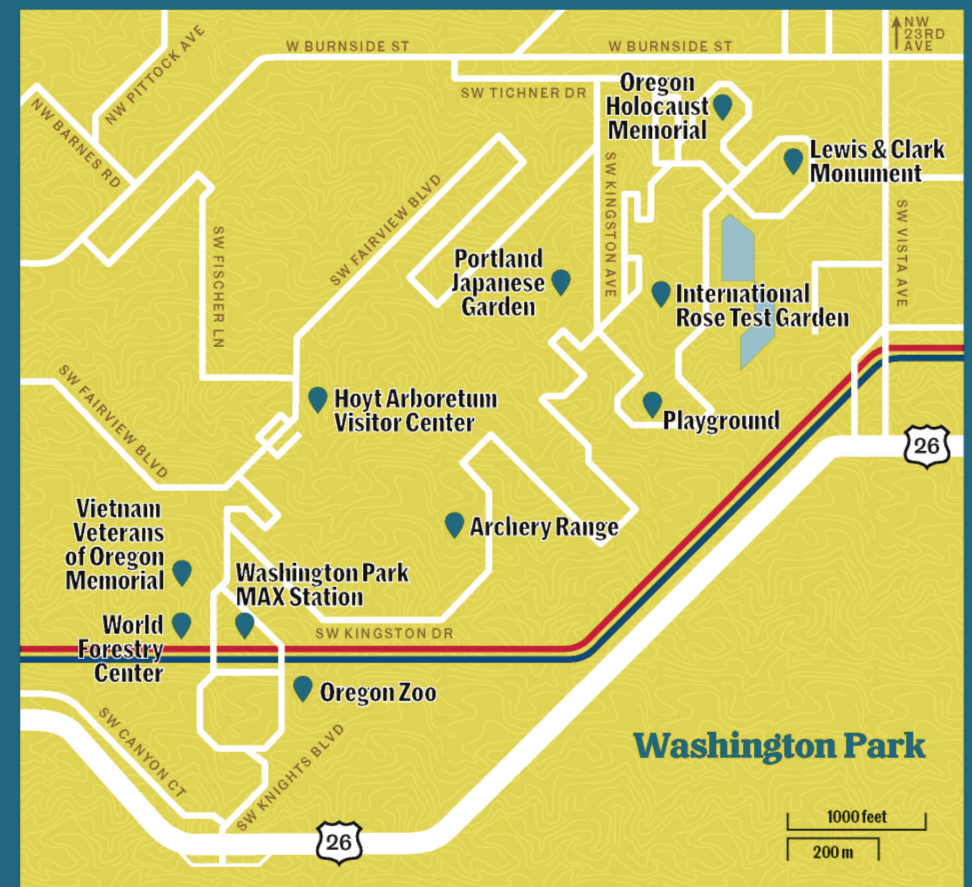 NW
23RD
AVE
NW PITTOCK AVE
W BURNSIDE ST
W BURNSIDE ST
NW BARNES RD
SW TICHNER DR
Oregon
Holocaust
Memorial
Lewis & Clark
Monument
SW KINGSTON AVE
SW VISTA AVE
SW FAIRVIEW BLVD
SW FISCHER LN
Portland
Japanese
Garden
International
Rose Test Garden
SW FAIRVIEW BLVD
Hoyt Arboretum
Visitor Center
Playground
26
Vietnam
Veterans
of Oregon
Memorial
Archery Range
Washington Park
MAX Station
World
Forestry
Center
SW KINGSTON DR
Oregon Zoo
SW CANYON CT
SW KNIGHTS BLVD
Washington Park
26
1000 feet
200 m